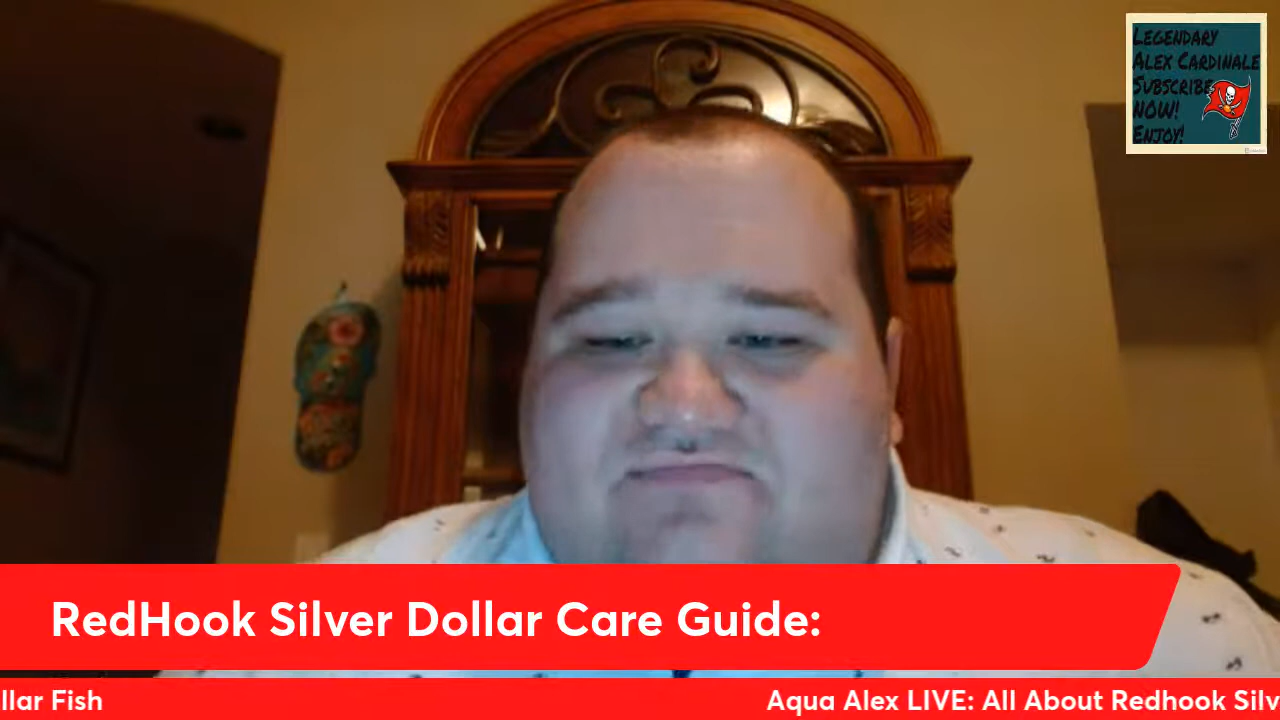 Legendary
Alex Cardinale
Subscribe
Now!
Enjoy!
RedHook Silver Dollar Care Guide:
llar Fish
Aqua Alex LIVE: All About Redhook Silv